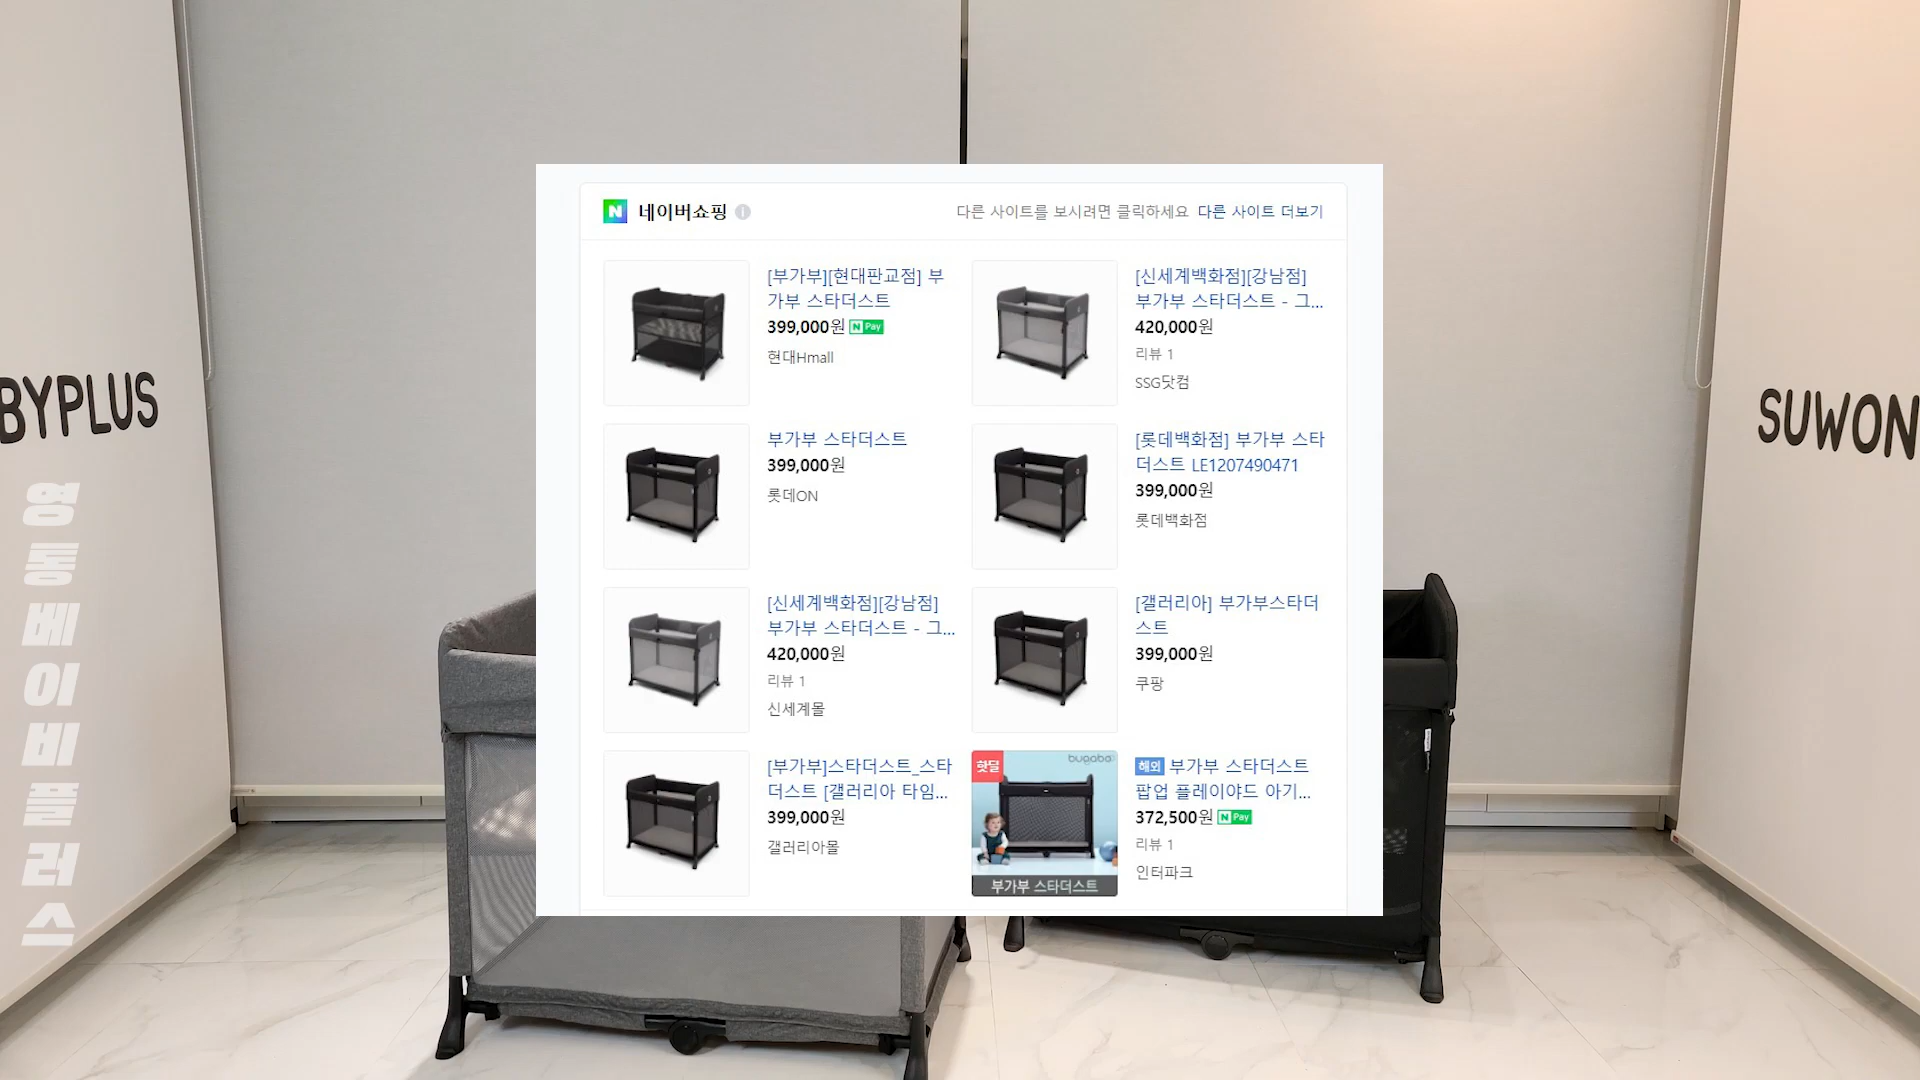 BYPLUS
SUWON
영동베이비플러스
N 네이버쇼핑
다른 사이트를 보시려면 클릭하세요 다른 사이트 더보기
[부가부][현대판교점] 부
가부 스타더스트
399,000원 N Pay
현대Hmall
[신세계백화점][강남점]
부가부 스타더스트 - 그...
420,000원
리뷰 1
SSG닷컴
부가부 스타더스트
399,000원
롯데ON
[롯데백화점] 부가부 스타
더스트 LE1207490471
399,000원
롯데백화점
[신세계백화점][강남점]
부가부 스타더스트 - 그...
420,000원
리뷰 1
신세계몰
[갤러리아] 부가부스타더
스트
399,000원
쿠팡
[부가부]스타더스트_스타
더스트 [갤러리아 타임...
399,000원
갤러리아몰
핫딜
bugaboo
부가부 스타더스트
해외 부가부 스타더스트
팝업 플레이야드 아기...
372,500원 N Pay
리뷰 1
인터파크